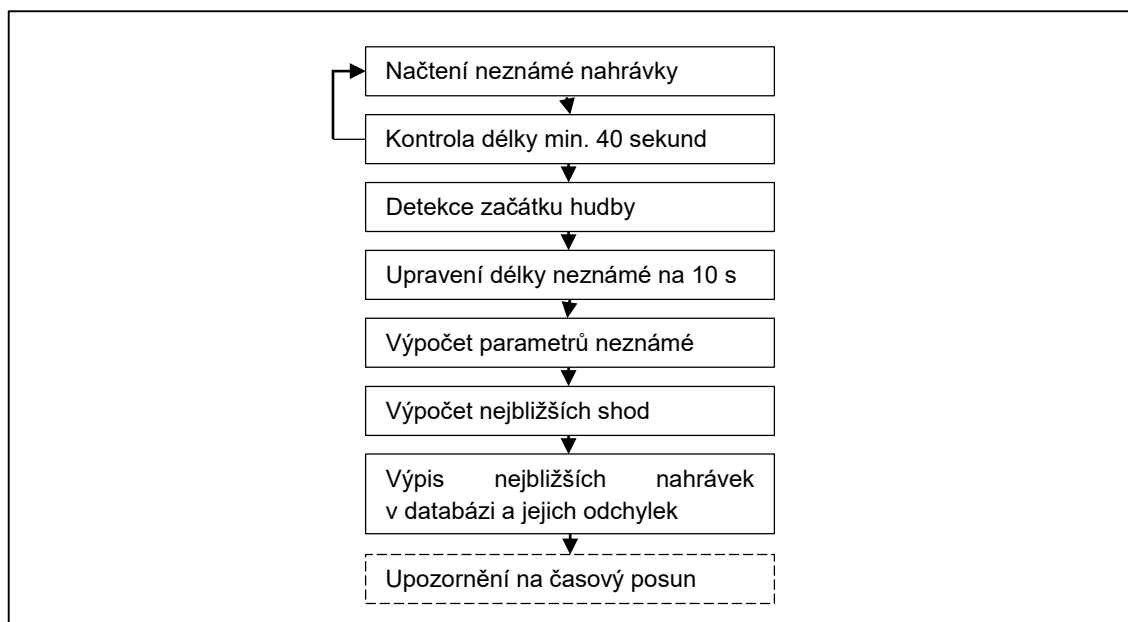 Načtení neznámé nahrávky
Kontrola délky min. 40 sekund
Detekce začátku hudby
Upravení délky neznámé na 10 s
Výpočet parametrů neznámé
Výpočet nejbližších shod
Výpis nejbližších nahrávek
v databázi a jejich odchylek
Upozornění na časový posun